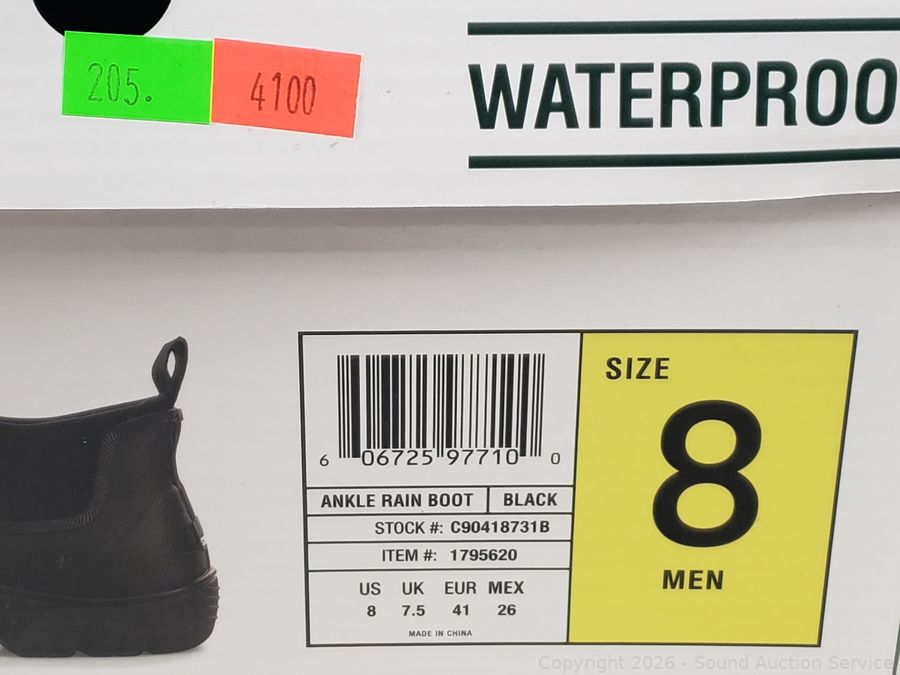 205.
4100
WATERPROO
SIZE
8
MEN
6 06725 97710 0
ANKLE RAIN BOOT BLACK
STOCK #: C90418731B
ITEM #: 1795620
US UK EUR MEX
8 7.5 41 26
MADE IN CHINA
Copyright 2026 - Sound Auction Service